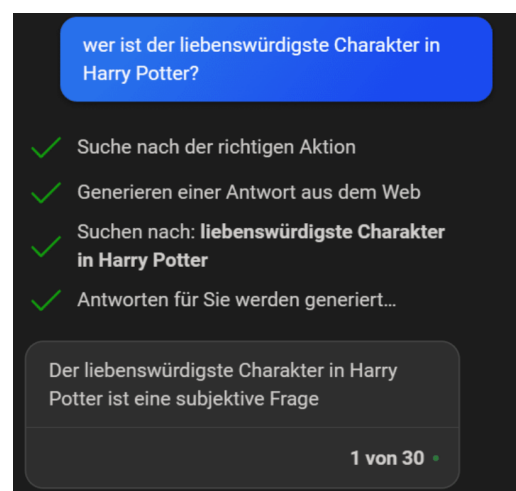 wer ist der liebenswürdigste Charakter in
Harry Potter?
Suche nach der richtigen Aktion
Generieren einer Antwort aus dem Web
Suchen nach: liebenswürdigste Charakter
in Harry Potter
Antworten für Sie werden generiert...
Der liebenswürdigste Charakter in Harry
Potter ist eine subjektive Frage
1 von 30